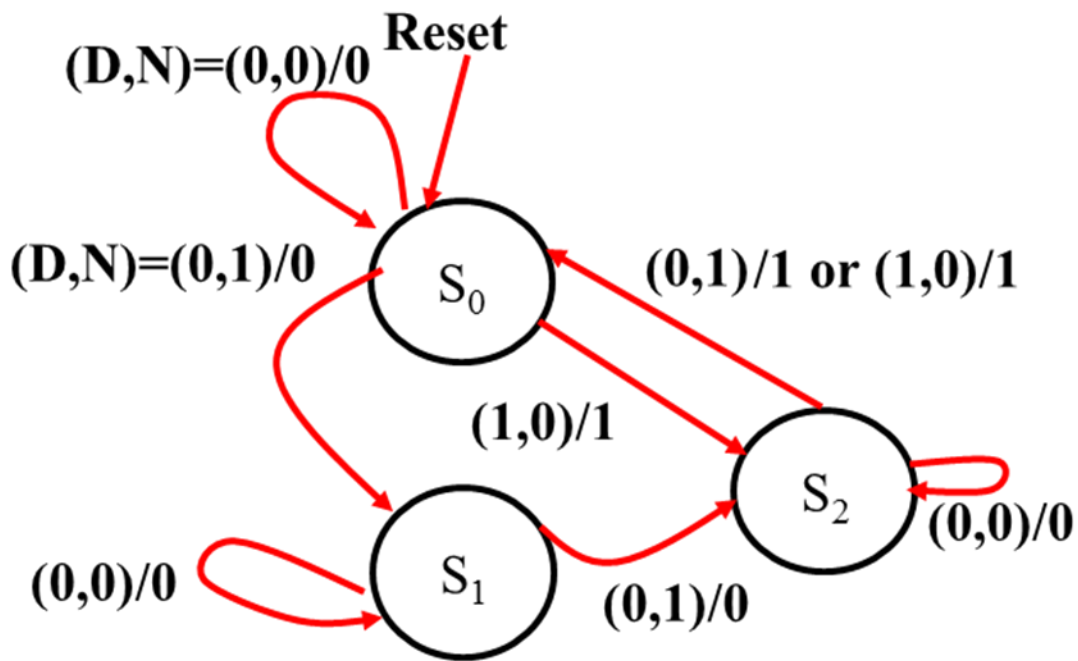 Reset
(D,N)=(0,0)/0
(D,N)=(0,1)/0
(0,1)/1 or (1,0)/1
S0
(1,0)/1
S2
(0,0)/0
S1
(0,0)/0
(0,1)/0